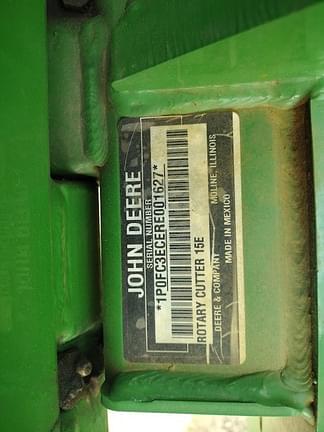 JOHN DEERE
SERIAL NUMBER
*1P0FC3ECERE001627*
ROTARY CUTTER 15E
DEERE & COMPANY MOLINE, ILLINOIS
MADE IN MEXICO